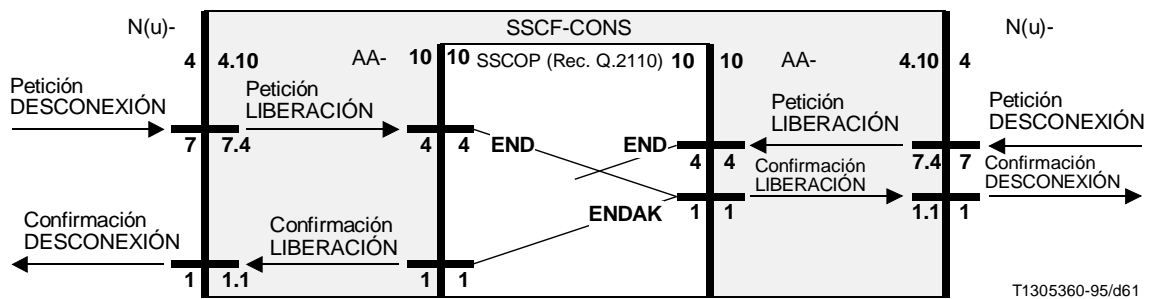 N(u)- SSCF-CONS N(u)-
4 4.10 AA- 10 10 SSCOP (Rec. Q.2110) 10 10 AA- 4.10 4
Petición
DESCONEXIÓN
Petición
LIBERACIÓN
Petición
LIBERACIÓN
Petición
DESCONEXIÓN
7 7.4 4 4 END END 4 4 7.4 7
Confirmación
LIBERACIÓN
Confirmación
DESCONEXIÓN
ENDAK 1 1 1.1 1
Confirmación
DESCONEXIÓN
Confirmación
LIBERACIÓN
1 1.1 1 1
T1305360-95/d61